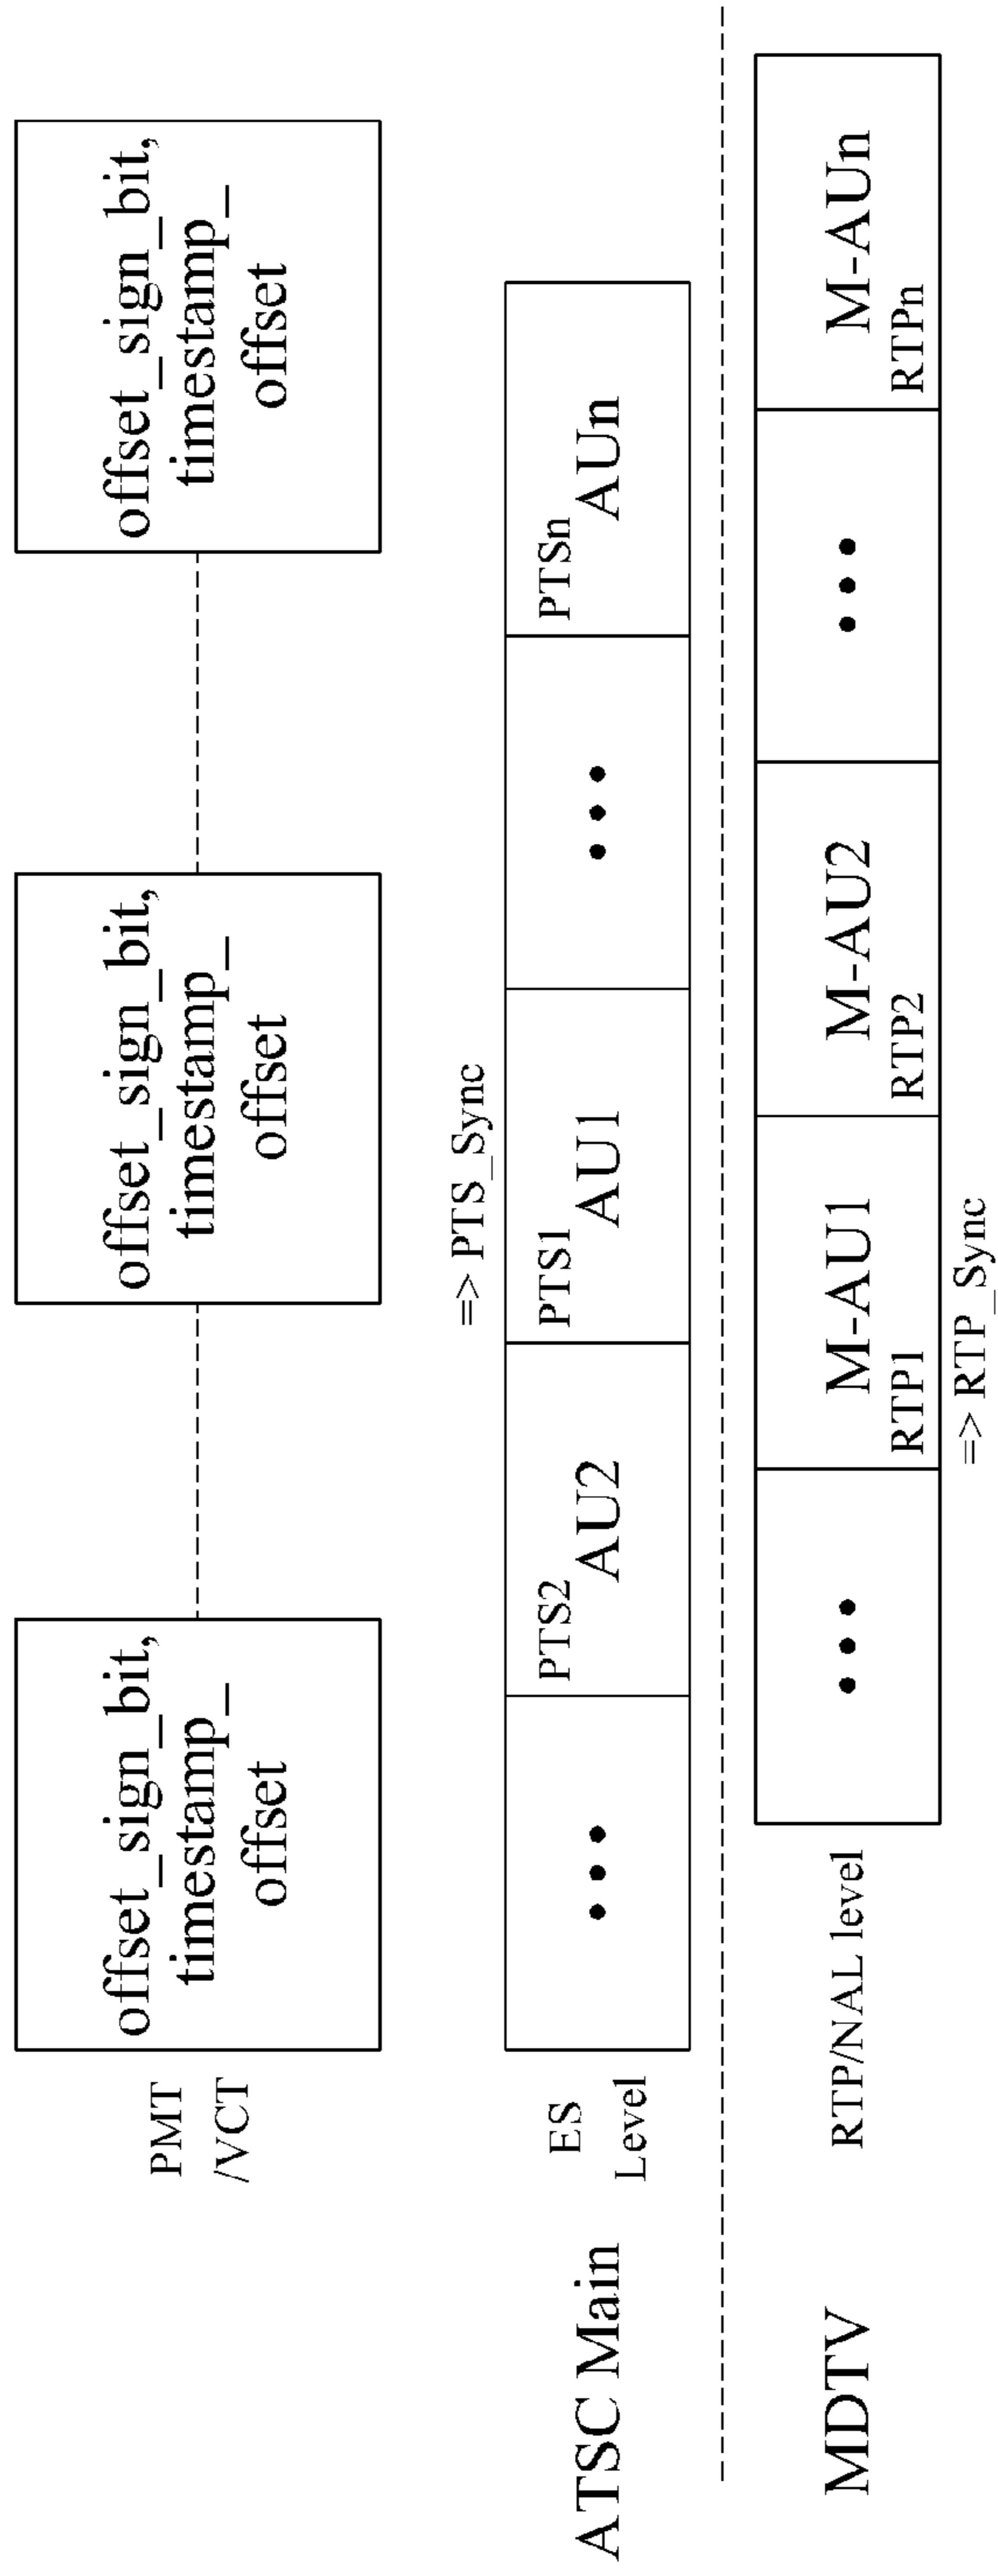 PMT
/VCT
offset_sign_bit,
timestamp_
offset
offset_sign_bit,
timestamp_
offset
offset_sign_bit,
timestamp_
offset
=> PTS_Sync
ATSC Main
ES
Level
•••
PTS2
AU2
PTS1
AU1
•••
PTSn
AUn
MDTV
RTP/NAL level
•••
M-AU1
RTP1
M-AU2
RTP2
•••
M-AUn
RTPn
=> RTP_Sync